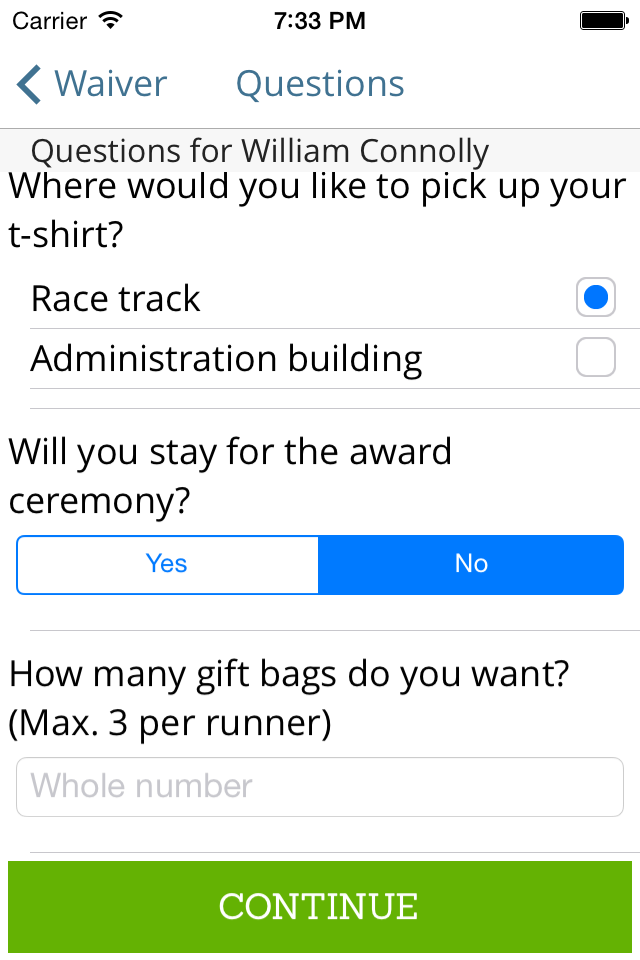 Carrier 7:33 PM
Waiver Questions
Questions for William Connolly
Where would you like to pick up your
t-shirt?
Race track
Administration building
Will you stay for the award
ceremony?
Yes No
How many gift bags do you want?
(Max. 3 per runner)
Whole number
CONTINUE